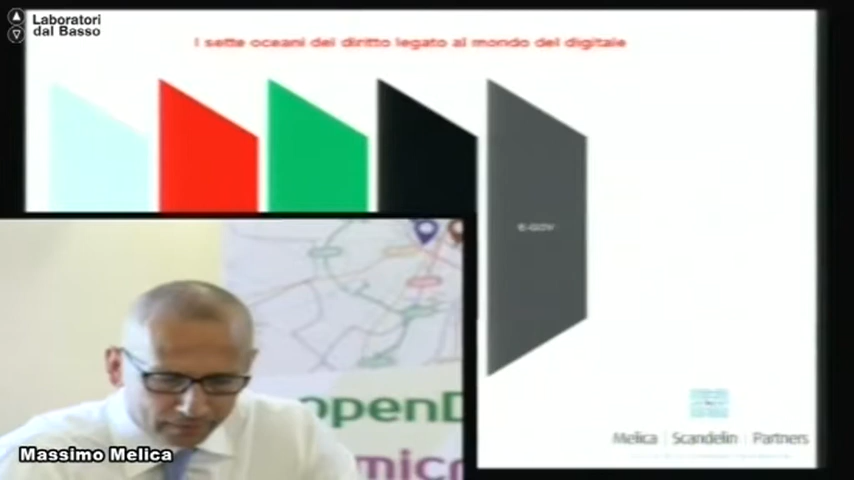 Laboratori
dal Basso
I sette oceani del diritto legato al mondo del digitale
E-GOV
openD
micr
Massimo Melica
Melica | Scandelin | Partners